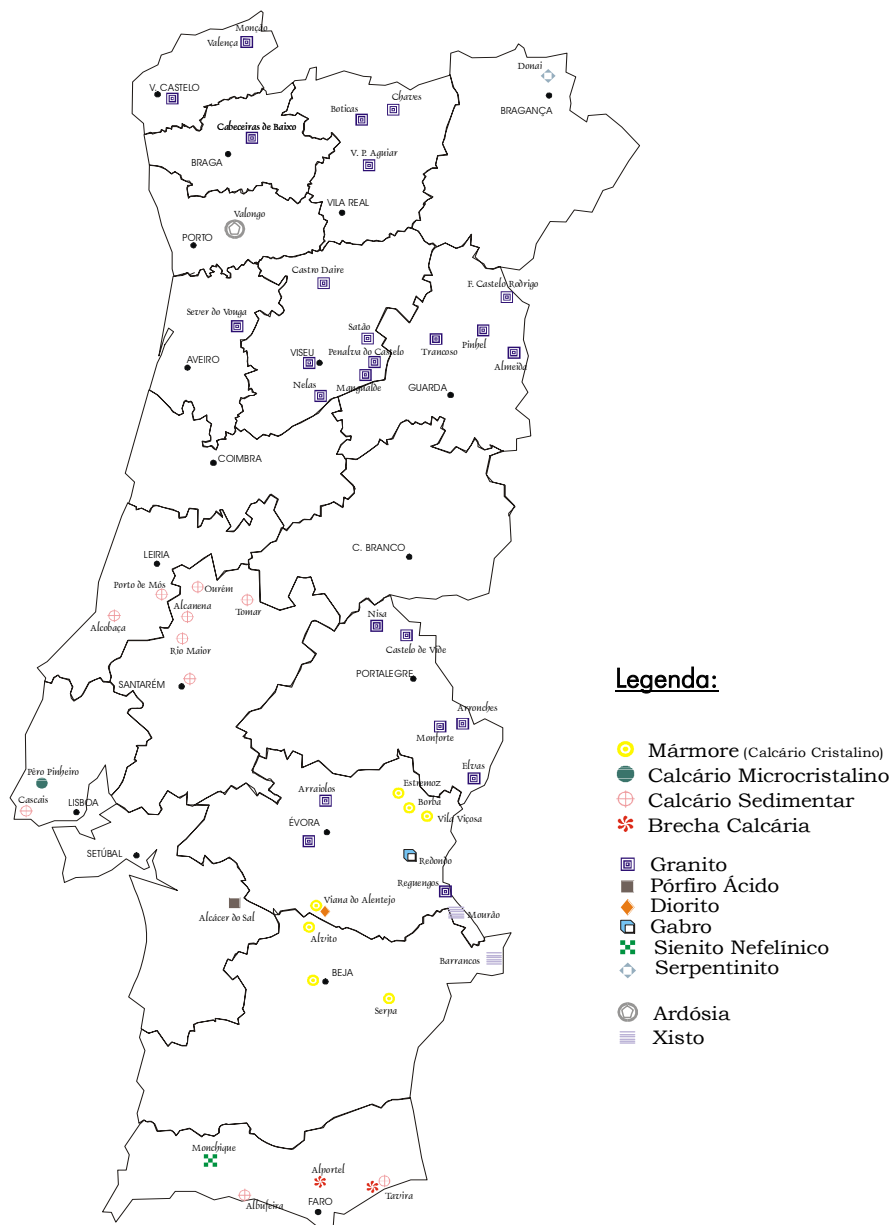 Monção
Valença
V. CASTELO
Donai
BRAGANÇA
Chaves
Boticas
Cabeceiras de Baixo
BRAGA
V. P. Aguiar
VILA REAL
Valongo
PORTO
Castro Daire
F. Castelo Rodrigo
Sever do Vouga
Satão
Pinhel
Trancoso
Almeida
VISEU
Penalva do Castelo
AVEIRO
Nelas
Mangualde
GUARDA
COIMBRA
C. BRANCO
LEIRIA
Porto de Mós
Ourém
Alcanena
Tomar
Alcobaça
Rio Maior
Nisa
Castelo de Vide
SANTARÉM
PORTALEGRE
Arronches
Monforte
Elvas
Pêro Pinheiro
Cascais
LISBOA
SETÚBAL
Estremoz
Arraiolos
Borba
Vila Viçosa
ÉVORA
Redondo
Reguengos
Viana do Alentejo
Mourão
Alcácer do Sal
Alvito
Barrancos
BEJA
Serpa
Monchique
Alportel
Tavira
Albufeira
FARO
Legenda:
Mármore (Calcário Cristalino)
Calcário Microcristalino
Calcário Sedimentar
Brecha Calcária
Granito
Pórfiro Ácido
Diorito
Gabro
Sienito Nefelínico
Serpentinito
Ardósia
Xisto